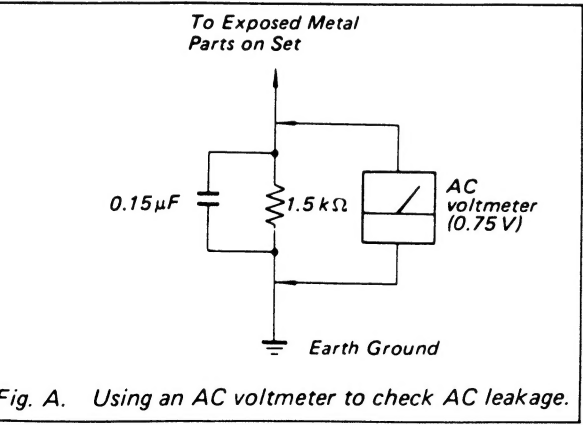 To Exposed Metal
Parts on Set
0.15µF
1.5kΩ
AC
voltmeter
(0.75V)
Earth Ground
Fig. A. Using an AC voltmeter to check AC leakage.